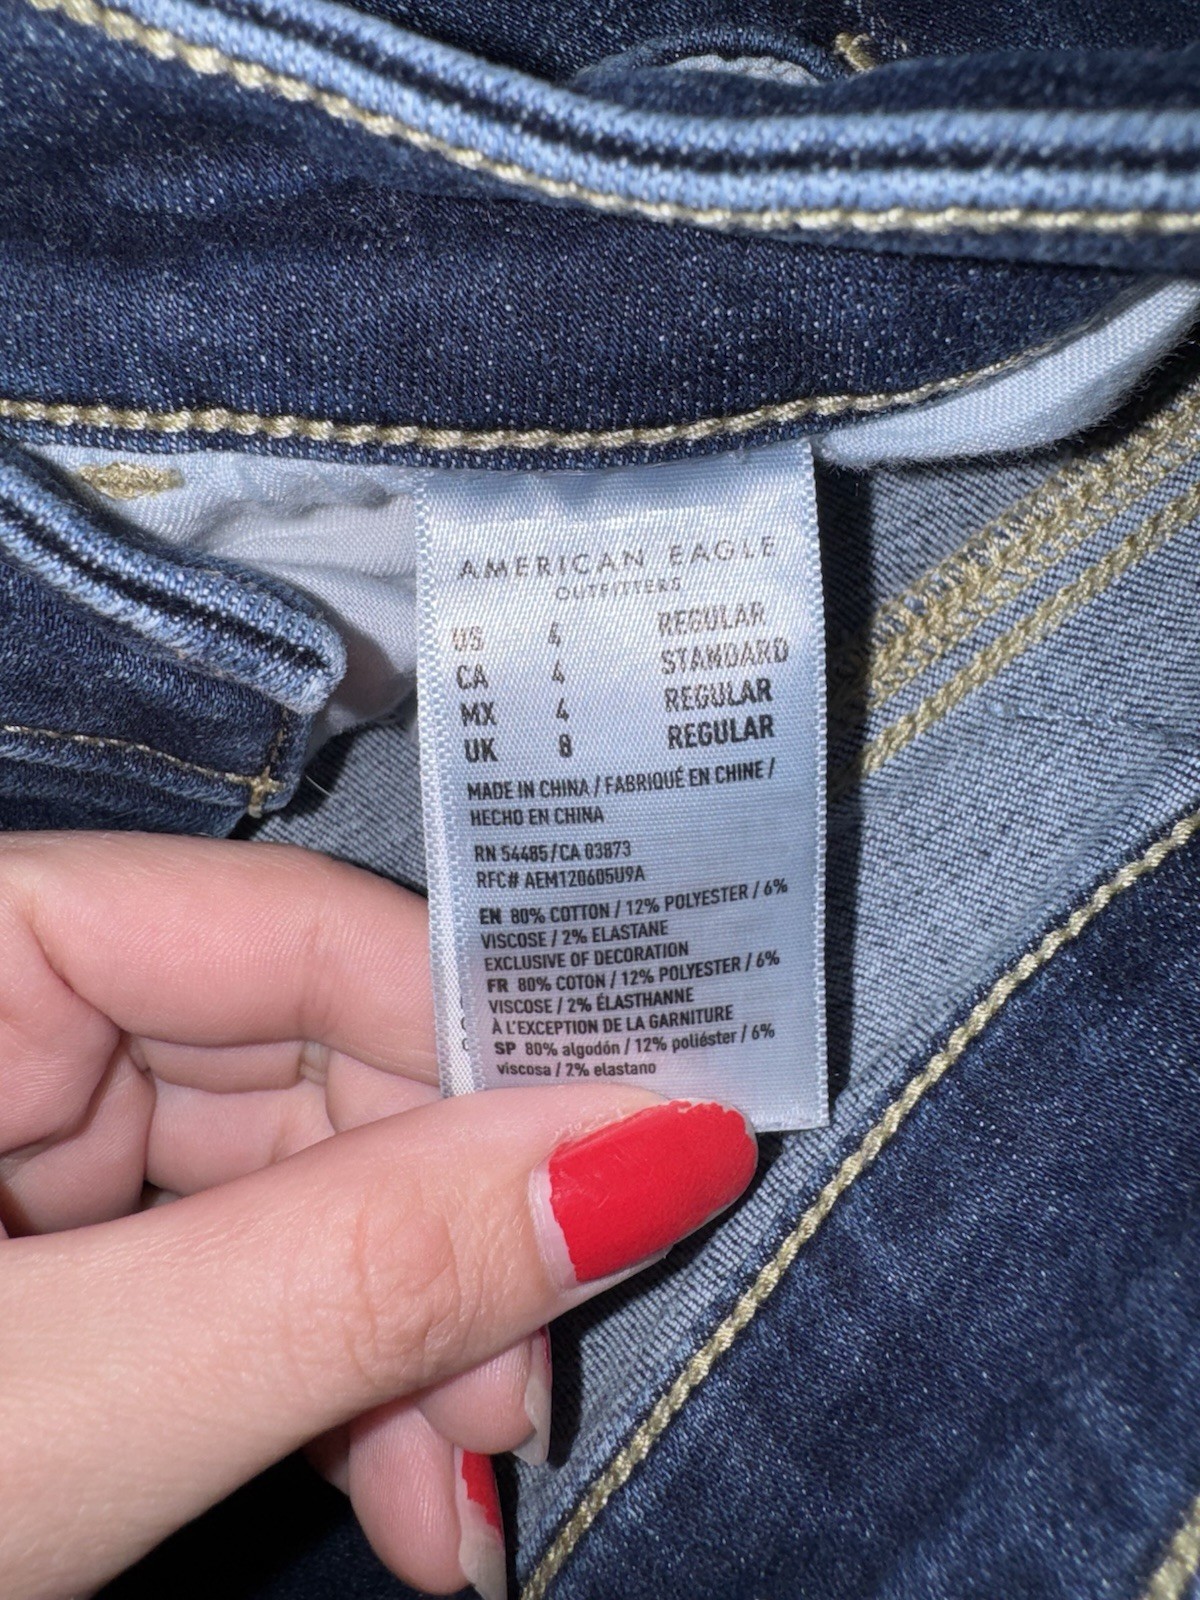 AMERICAN EAGLE
OUTFITTERS
US 4 REGULAR
CA 4 STANDARD
MX 4 REGULAR
UK 8 REGULAR
MADE IN CHINA / FABRIQUÉ EN CHINE /
HECHO EN CHINA
RN 54485/CA 03873
RFC# AEM120605U9A
EN 80% COTTON / 12% POLYESTER / 6%
VISCOSE / 2% ELASTANE
EXCLUSIVE OF DECORATION
FR 80% COTON / 12% POLYESTER / 6%
VISCOSE / 2% ÉLASTHANNE
À L'EXCEPTION DE LA GARNITURE
SP 80% algodón / 12% poliéster / 6%
viscosa / 2% elastano